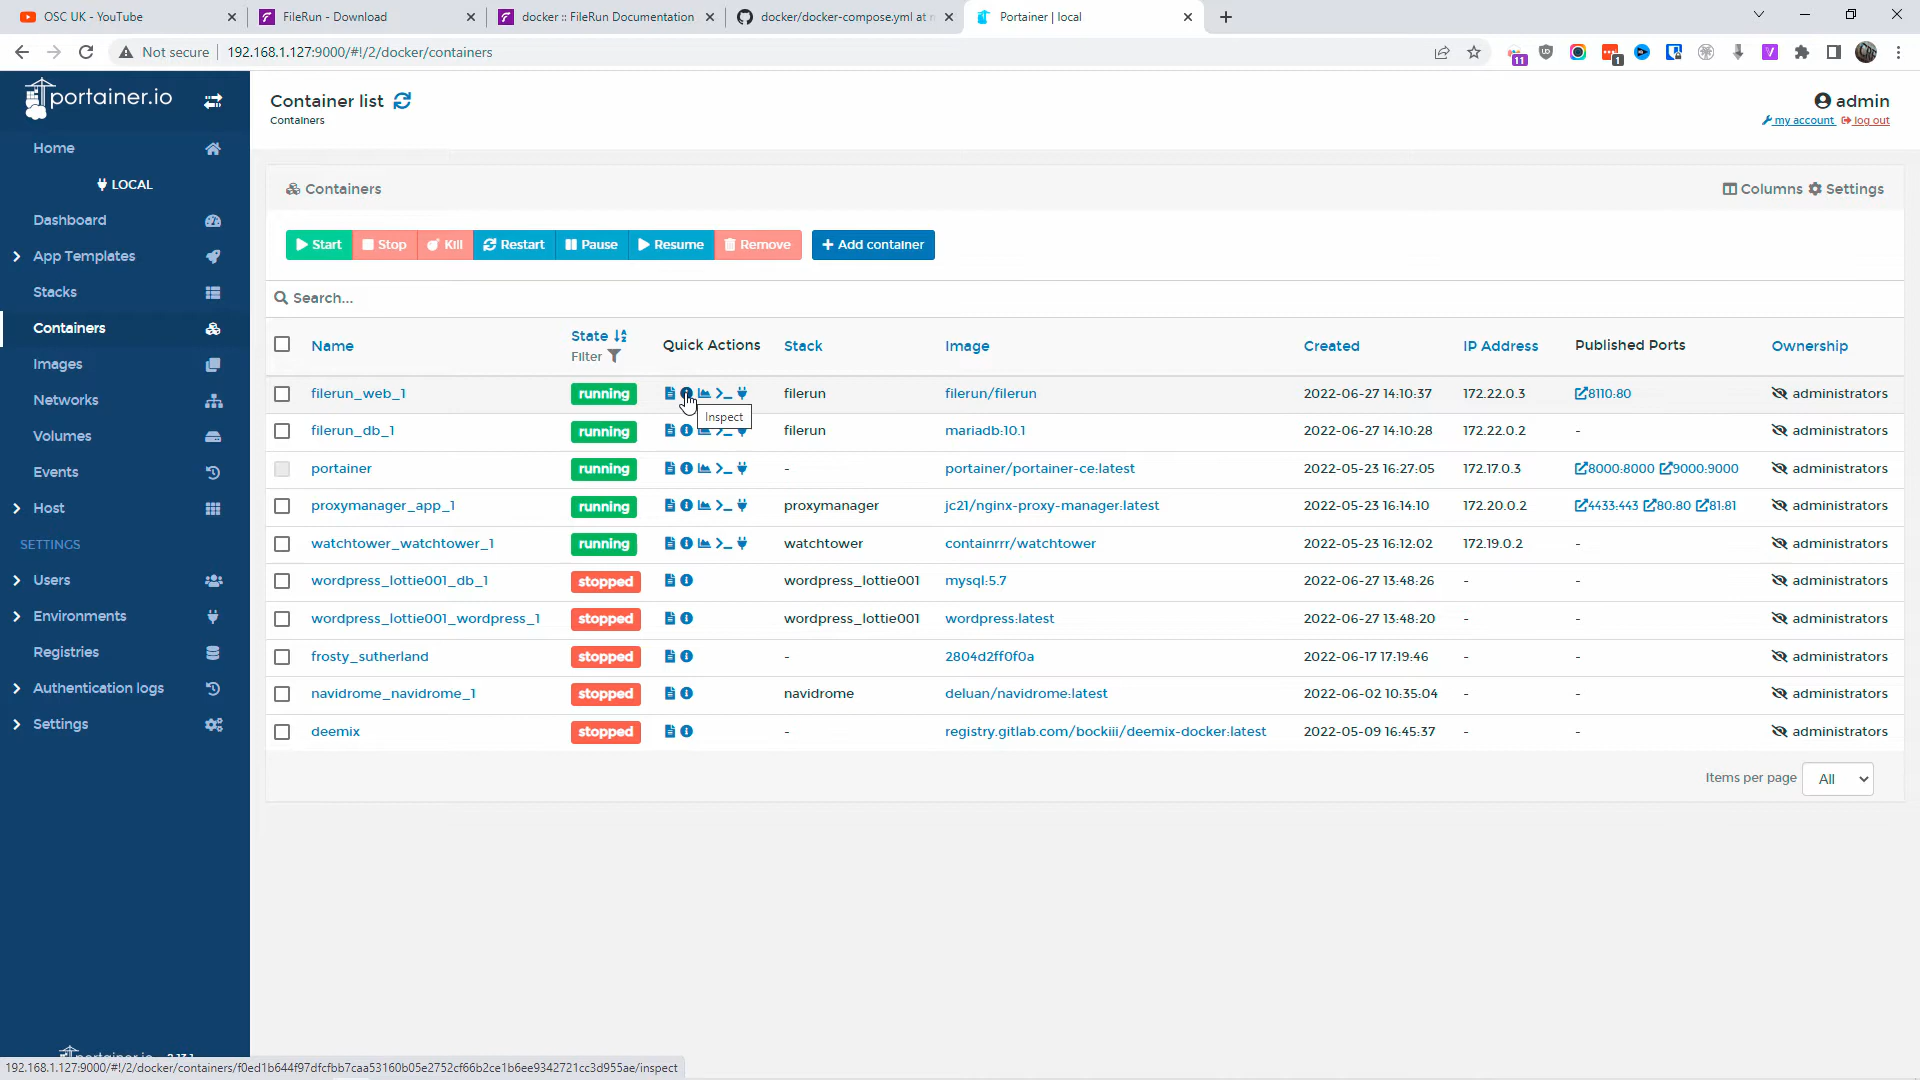 OSC UK - YouTube
FileRun - Download
docker :: FileRun Documentation
docker/docker-compose.yml at
Portainer | local
Not secure
192.168.1.127:9000/#!/2/docker/containers
11
1
portainer.io
Home
LOCAL
Dashboard
App Templates
Stacks
Containers
Images
Networks
Volumes
Events
Host
SETTINGS
Users
Environments
Registries
Authentication logs
Settings
portainer.io
Container list
Containers
admin
my account
log out
Containers
Columns
Settings
Start
Stop
Kill
Restart
Pause
Resume
Remove
+ Add container
Search...
Name
State
Filter
Quick Actions
Stack
Image
Created
IP Address
Published Ports
Ownership
filerun_web_1 running filerun filerun/filerun 2022-06-27 14:10:37 172.22.0.3 8110:80 administrators
Inspect
filerun_db_1 running filerun mariadb:10.1 2022-06-27 14:10:28 172.22.0.2 - administrators
portainer running - portainer/portainer-ce:latest 2022-05-23 16:27:05 172.17.0.3 8000:8000 9000:9000 administrators
proxymanager_app_1 running proxymanager jc21/nginx-proxy-manager:latest 2022-05-23 16:14:10 172.20.0.2 4433:443 80:80 81:81 administrators
watchtower_watchtower_1 running watchtower containrrr/watchtower 2022-05-23 16:12:02 172.19.0.2 - administrators
wordpress_lottie001_db_1 stopped wordpress_lottie001 mysql:5.7 2022-06-27 13:48:26 - - administrators
wordpress_lottie001_wordpress_1 stopped wordpress_lottie001 wordpress:latest 2022-06-27 13:48:20 - - administrators
frosty_sutherland stopped - 2804d2ff0f0a 2022-06-17 17:19:46 - - administrators
navidrome_navidrome_1 stopped navidrome deluan/navidrome:latest 2022-06-02 10:35:04 - - administrators
deemix stopped - registry.gitlab.com/bockiii/deemix-docker:latest 2022-05-09 16:45:37 - - administrators
Items per page
All
192.168.1.127:9000/#!/2/docker/containers/f0ed1b644f97dfcfbb7caa53160b05e2752cf66b2ce1b6ee9342721cc3d955ae/inspect